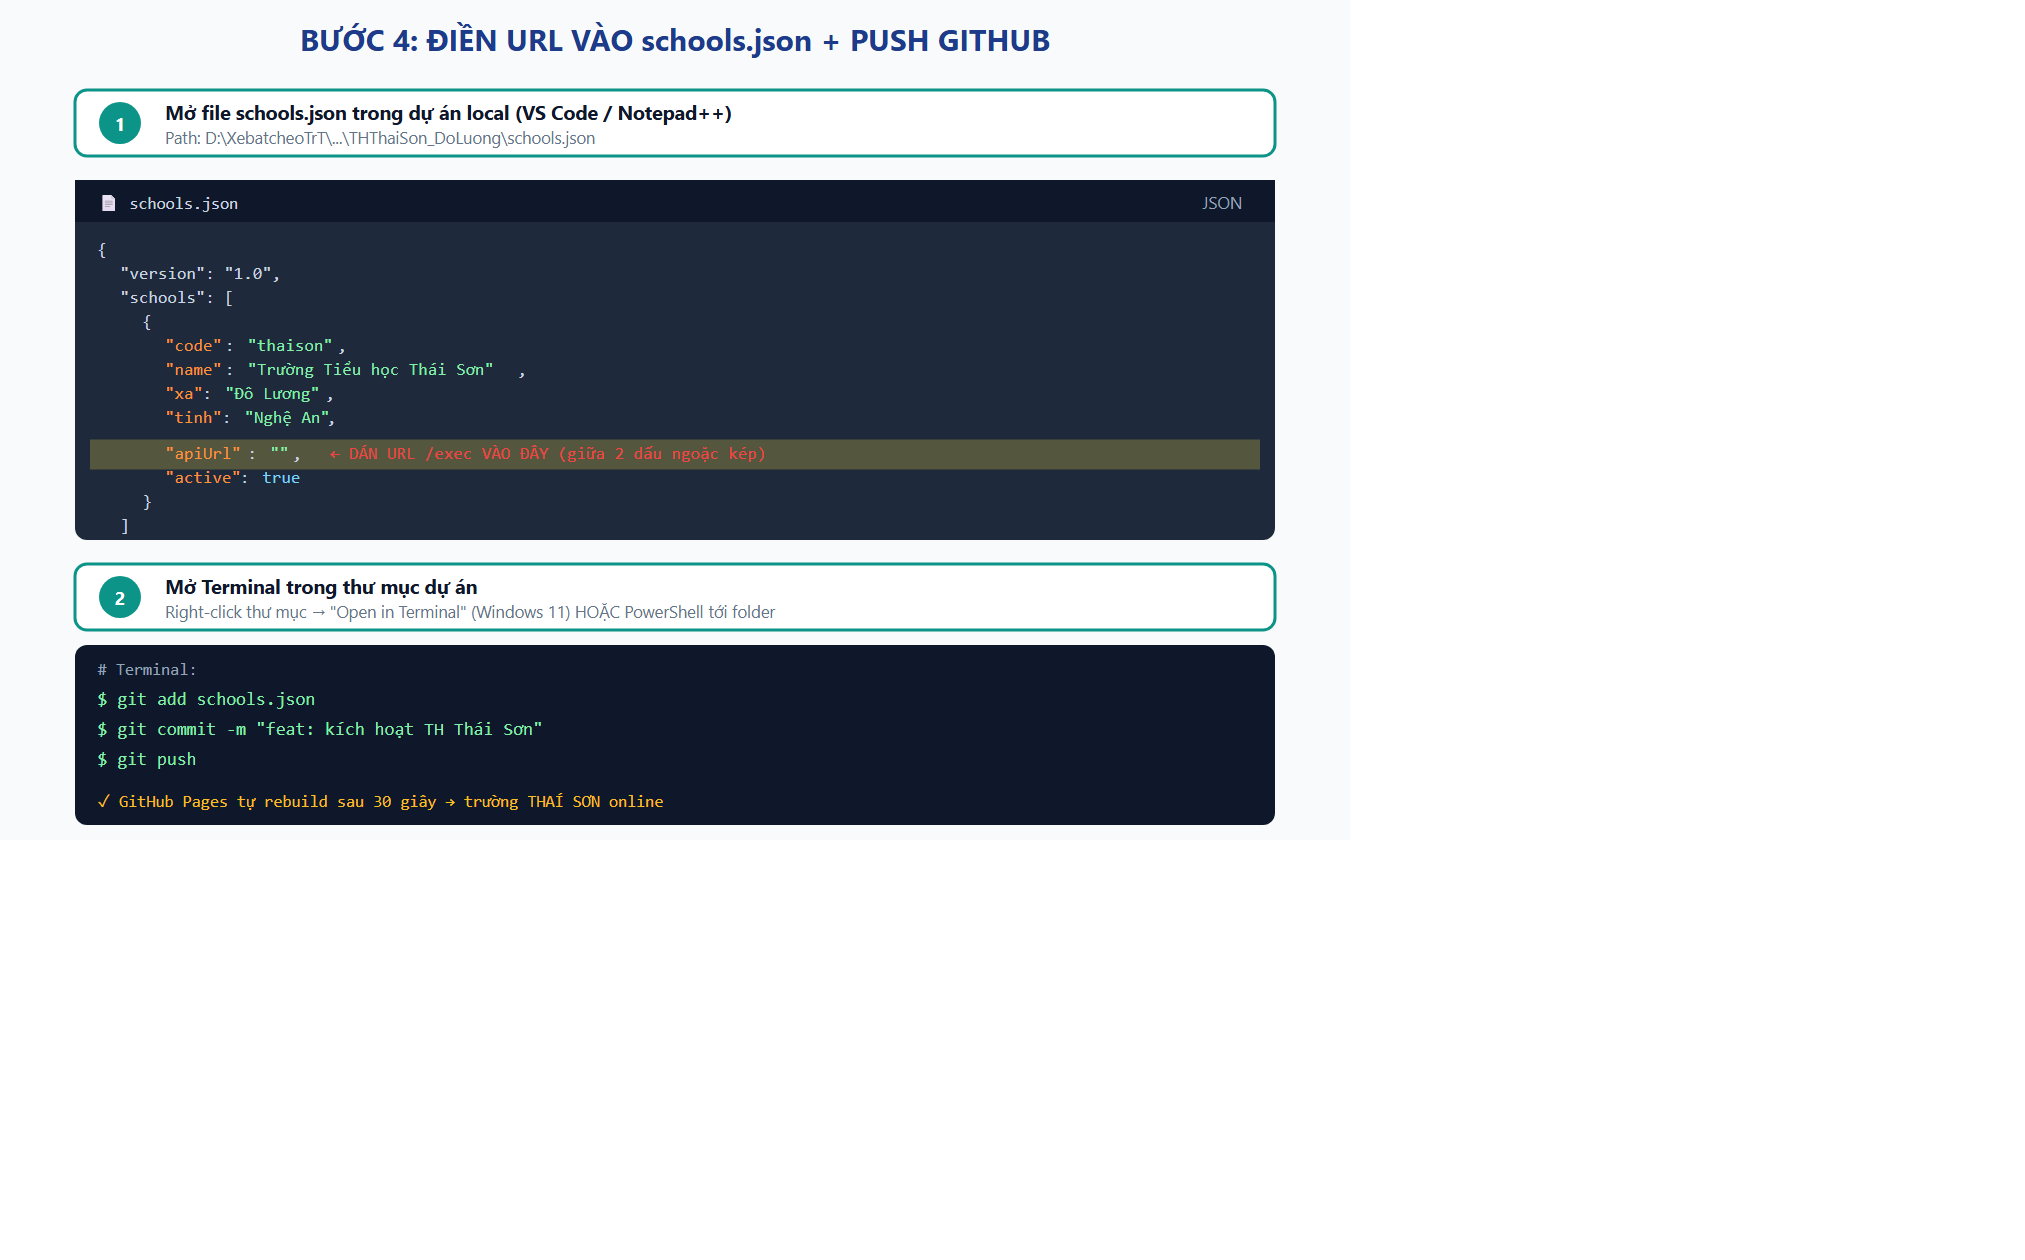 BƯỚC 4: ĐIỀN URL VÀO schools.json + PUSH GITHUB
1
Mở file schools.json trong dự án local (VS Code / Notepad++)
Path: D:\XebatcheoTrT\...\THThaiSon_DoLuong\schools.json
schools.json
JSON
{
"version": "1.0",
"schools": [
{
"code": "thaison",
"name": "Trường Tiểu học Thái Sơn" ,
"xa": "Đô Lương",
"tinh": "Nghệ An",
"apiUrl": "", ← DÁN URL /exec VÀO ĐÂY (giữa 2 dấu ngoặc kép)
"active": true
}
]
2
Mở Terminal trong thư mục dự án
Right-click thư mục → "Open in Terminal" (Windows 11) HOẶC PowerShell tới folder
# Terminal:
$ git add schools.json
$ git commit -m "feat: kích hoạt TH Thái Sơn"
$ git push
✓ GitHub Pages tự rebuild sau 30 giây → trường THÁI SƠN online